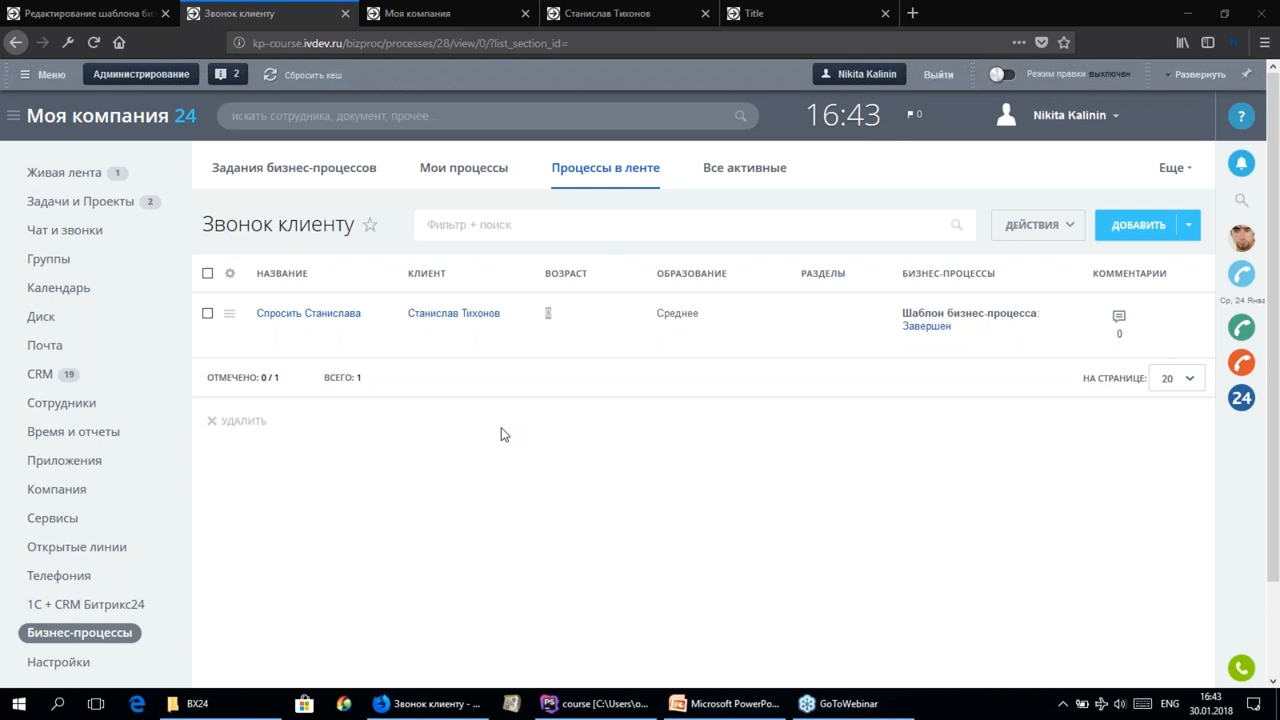 Редактирование шаблона биз
Звонок клиенту
Моя компания
Станислав Тихонов
Title
kp-course.ivdev.ru/bizproc/processes/28/view/0/?list_section_id=
Меню
Администрирование
2
Сбросить кеш
Nikita Kalinin
Выйти
Режим правки выключен
Развернуть
Моя компания 24
искать сотрудника, документ, прочее...
16:43
0
Nikita Kalinin
?
Живая лента 1
Задачи и Проекты 2
Чат и звонки
Группы
Календарь
Диск
Почта
CRM 19
Сотрудники
Время и отчеты
Приложения
Компания
Сервисы
Открытые линии
Телефония
1С + CRM Битрикс24
Бизнес-процессы
Настройки
Задания бизнес-процессов
Мои процессы
Процессы в ленте
Все активные
Еще
Звонок клиенту
Фильтр + поиск
ДЕЙСТВИЯ
ДОБАВИТЬ
НАЗВАНИЕ
КЛИЕНТ
ВОЗРАСТ
ОБРАЗОВАНИЕ
РАЗДЕЛЫ
БИЗНЕС-ПРОЦЕССЫ
КОММЕНТАРИИ
Спросить Станислава
Станислав Тихонов
Среднее
Шаблон бизнес-процесса:
Завершен
0
ОТМЕЧЕНО: 0 / 1
ВСЕГО: 1
НА СТРАНИЦЕ:
20
УДАЛИТЬ
Ср, 24 Янва
24
BX24
Звонок клиенту - ...
course [C:\Users\o...
Microsoft PowerPo...
GoToWebinar
ENG
16:43
30.01.2018